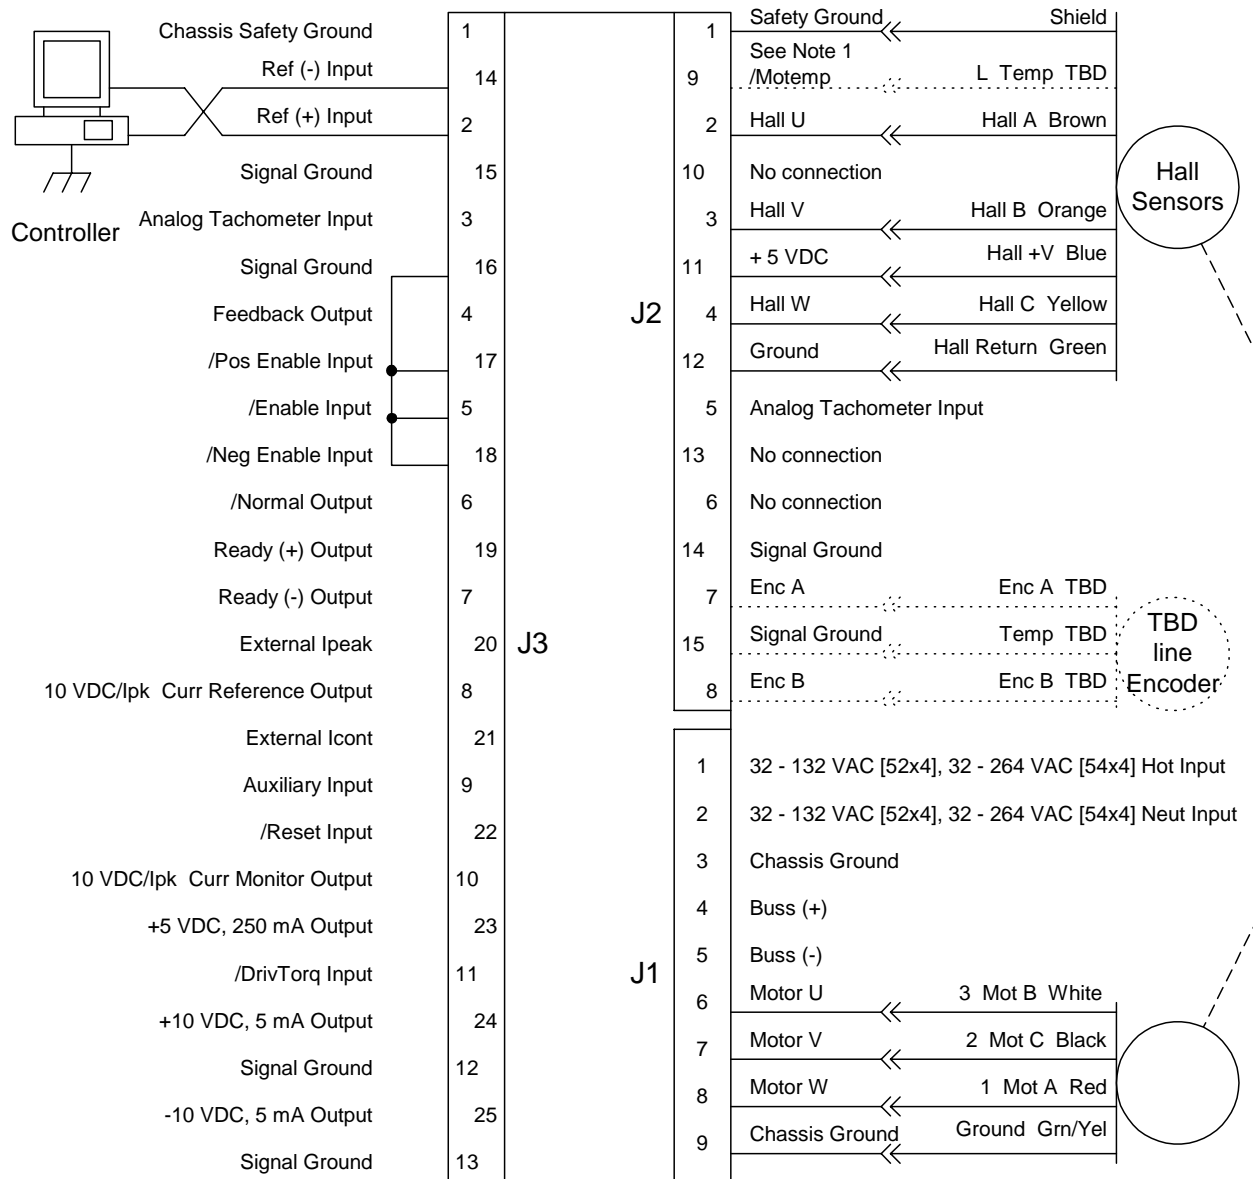 Controller
Chassis Safety Ground 1
Ref (-) Input 14
Ref (+) Input 2
Signal Ground 15
Analog Tachometer Input 3
Signal Ground 16
Feedback Output 4
/Pos Enable Input 17
/Enable Input 5
/Neg Enable Input 18
/Normal Output 6
Ready (+) Output 19
Ready (-) Output 7
External Ipeak 20
10 VDC/Ipk Curr Reference Output 8
External Icont 21
Auxiliary Input 9
/Reset Input 22
10 VDC/Ipk Curr Monitor Output 10
+5 VDC, 250 mA Output 23
/DrivTorq Input 11
+10 VDC, 5 mA Output 24
Signal Ground 12
-10 VDC, 5 mA Output 25
Signal Ground 13
J3
J2
1 Safety Ground Shield
See Note 1
9 /Motemp L Temp TBD
2 Hall U Hall A Brown
10 No connection
3 Hall V Hall B Orange
11 + 5 VDC Hall +V Blue
4 Hall W Hall C Yellow
12 Ground Hall Return Green
5 Analog Tachometer Input
13 No connection
6 No connection
14 Signal Ground
7 Enc A Enc A TBD
15 Signal Ground Temp TBD
8 Enc B Enc B TBD
Hall
Sensors
TBD
line
Encoder
J1
1 32 - 132 VAC [52x4], 32 - 264 VAC [54x4] Hot Input
2 32 - 132 VAC [52x4], 32 - 264 VAC [54x4] Neut Input
3 Chassis Ground
4 Buss (+)
5 Buss (-)
6 Motor U 3 Mot B White
7 Motor V 2 Mot C Black
8 Motor W 1 Mot A Red
9 Chassis Ground Ground Grn/Yel